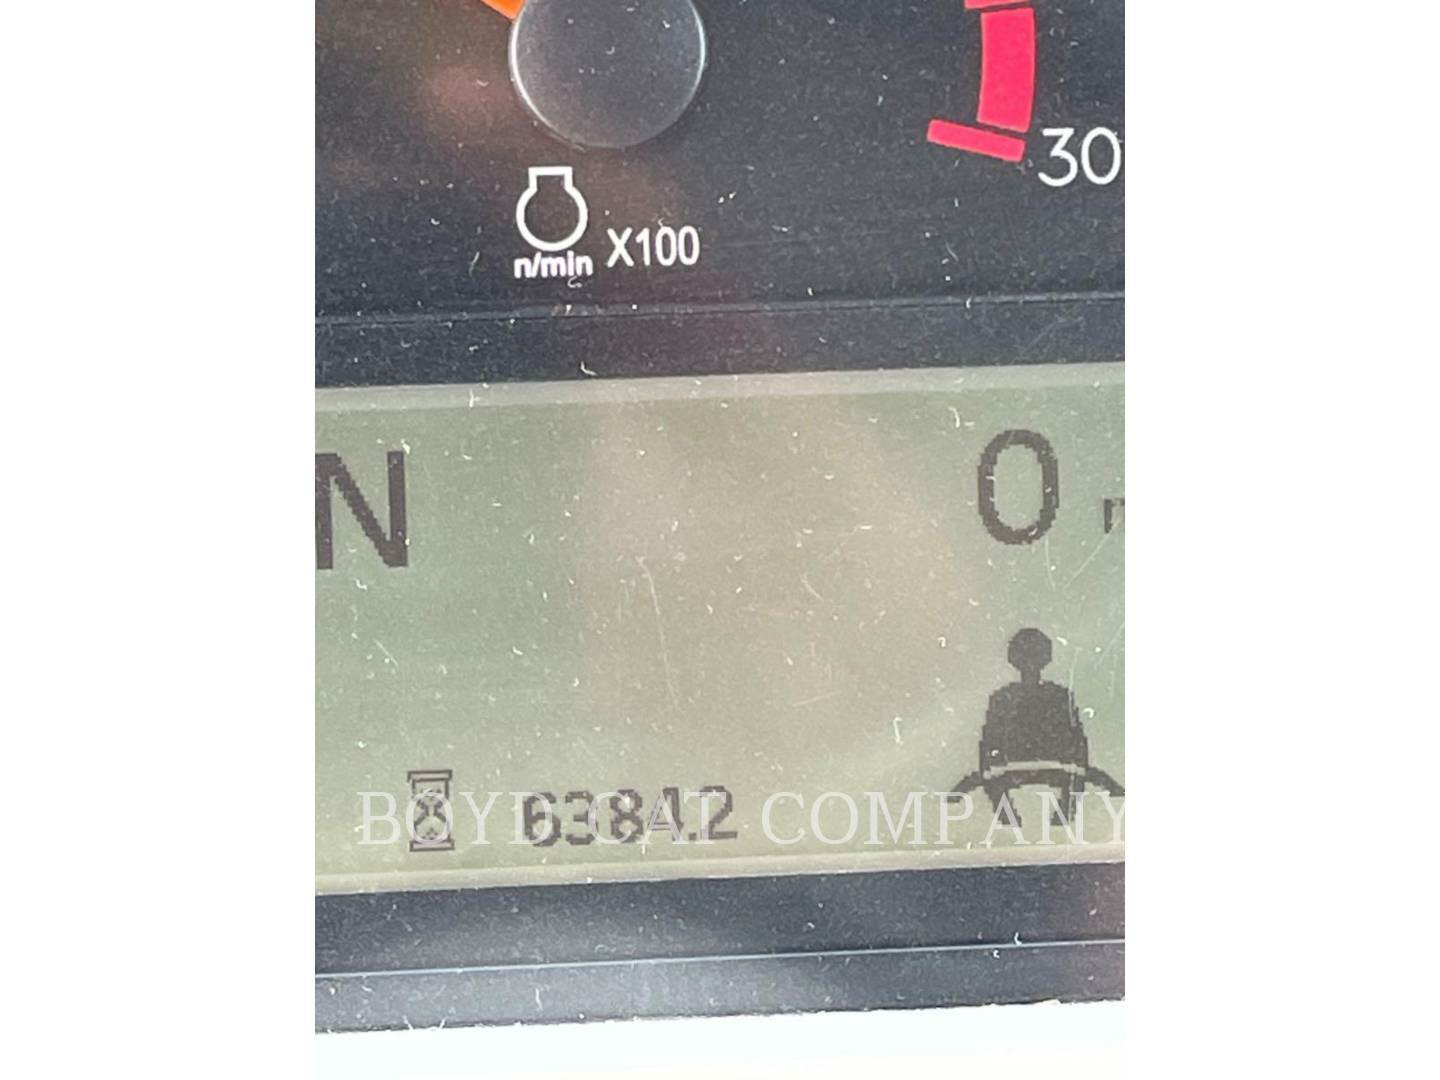 30
n/min X100
N 0
6384.2
BOYD CAT COMPANY